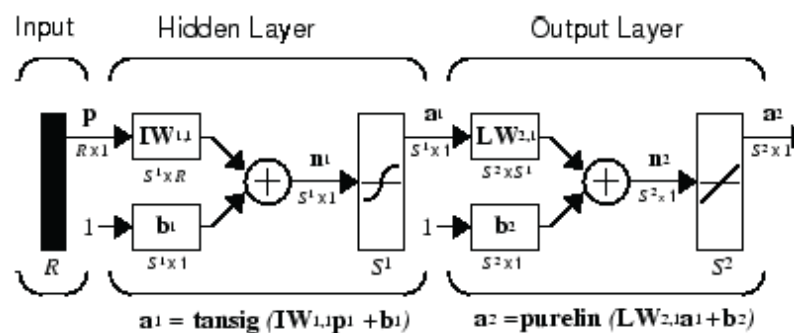 Input Hidden Layer Output Layer
p a1 a2
IW1,1 LW2,1
R x 1 n1 S1 x 1 n2 S2 x 1
S1 x R S2 x S1
S1 x 1 S2 x 1
1 b1 1 b2
S1 x 1 S2 x 1
R S1 S2
a1 = tansig (IW1,1p1 +b1) a2 =purelin (LW2,1a1+b2)